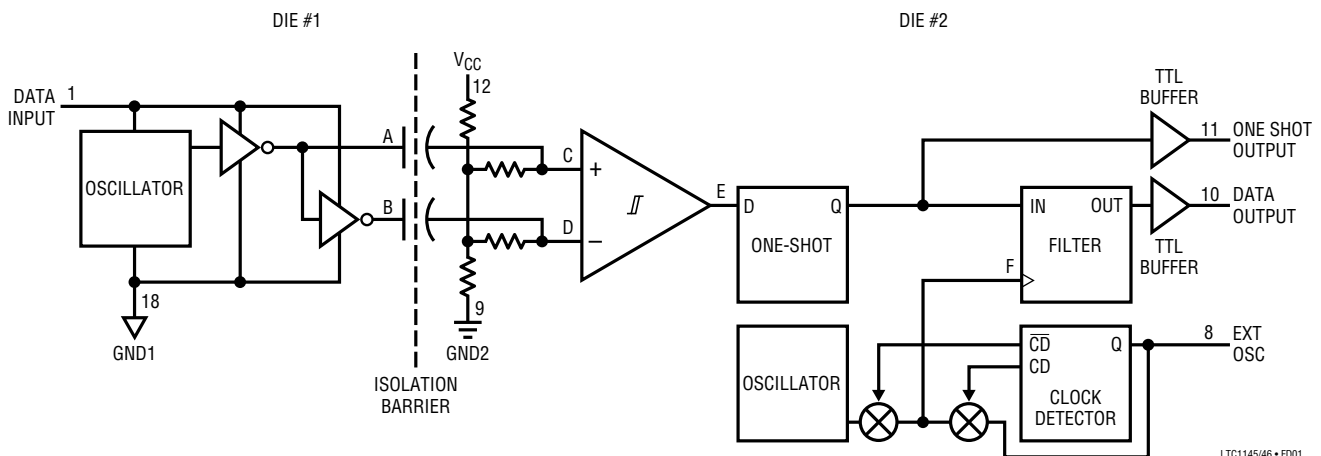 DIE #1
DIE #2
DATA
INPUT
1
OSCILLATOR
18
GND1
A
B
ISOLATION
BARRIER
VCC
12
9
GND2
C
D
+
−
E
D
Q
ONE-SHOT
OSCILLATOR
F
IN
OUT
FILTER
CD
Q
CD
CLOCK
DETECTOR
TTL
BUFFER
11
ONE SHOT
OUTPUT
10
DATA
OUTPUT
TTL
BUFFER
8
EXT
OSC
LTC1145/46 • FD01